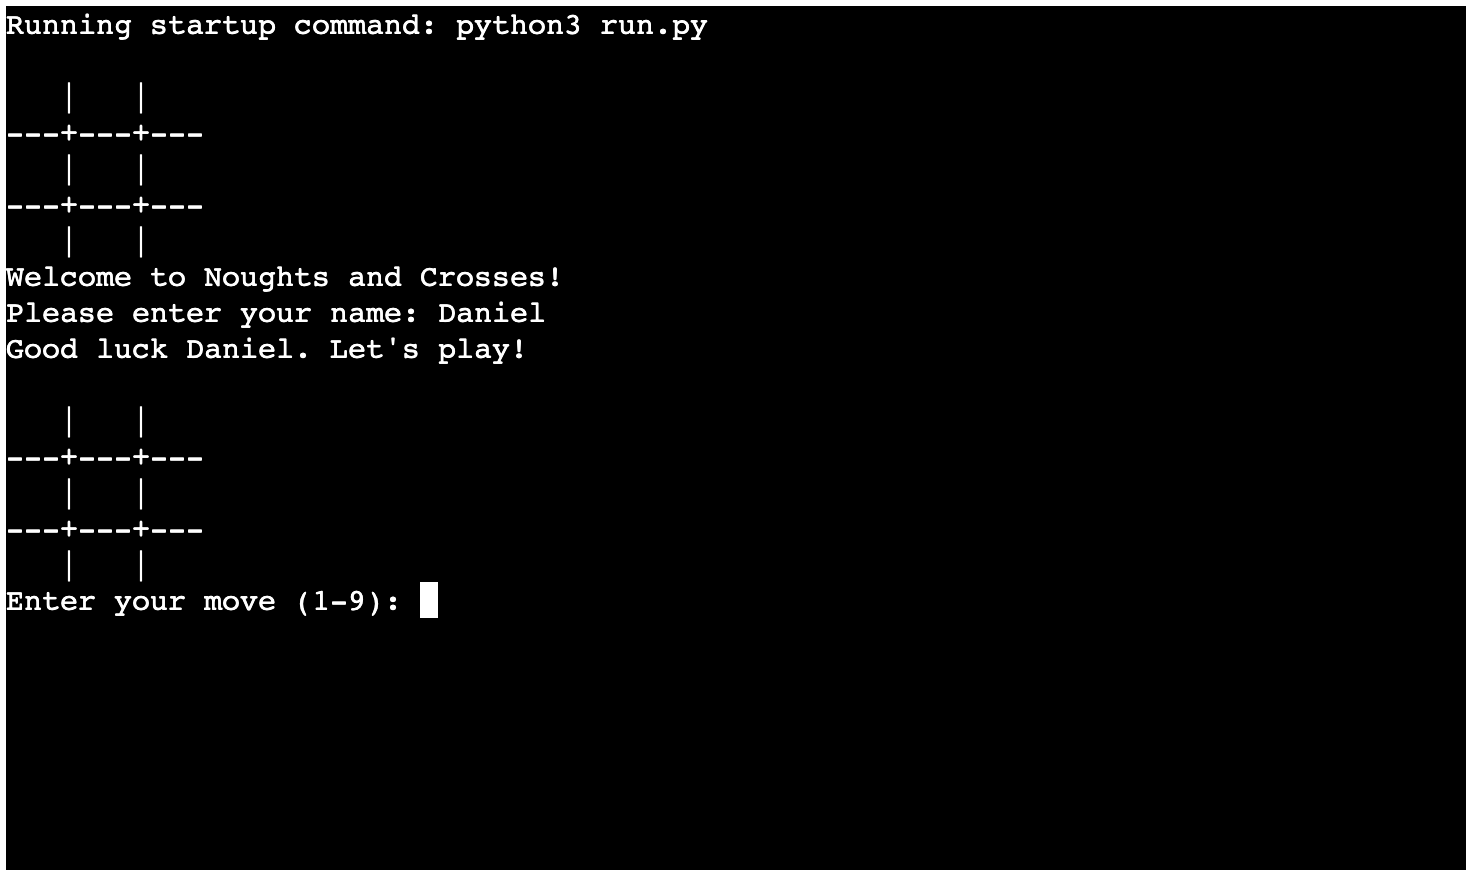 Running startup command: python3 run.py

   |   |
---+---+---
   |   |
---+---+---
   |   |
Welcome to Noughts and Crosses!
Please enter your name: Daniel
Good luck Daniel. Let's play!

   |   |
---+---+---
   |   |
---+---+---
   |   |
Enter your move (1-9):